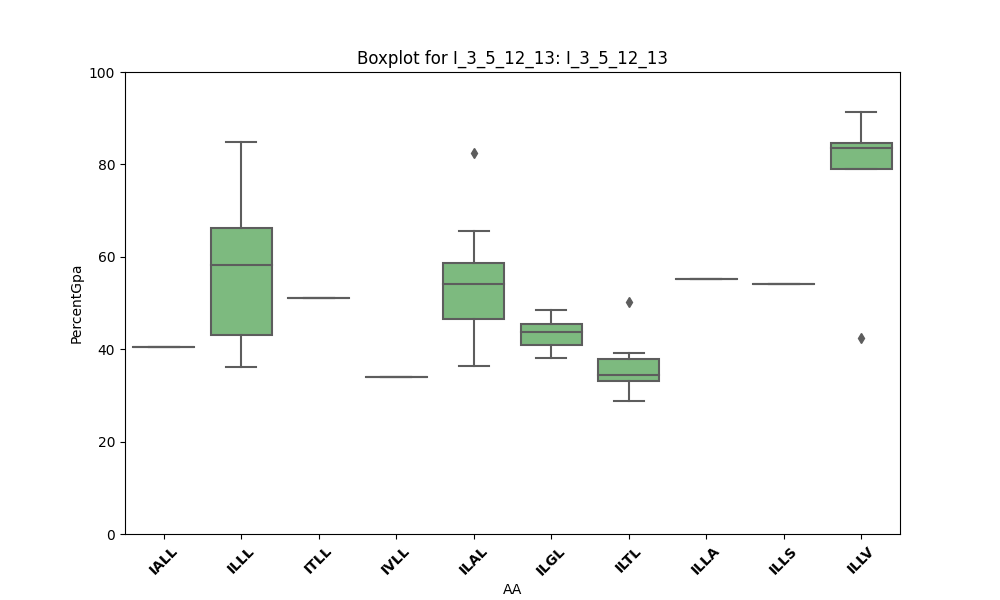 Boxplot for I_3_5_12_13: I_3_5_12_13
100
80
60
40
20
0
PercentGpa
IALL
ILLL
ITLL
IVLL
ILAL
ILGL
ILTL
ILLA
ILLS
ILLV
AA